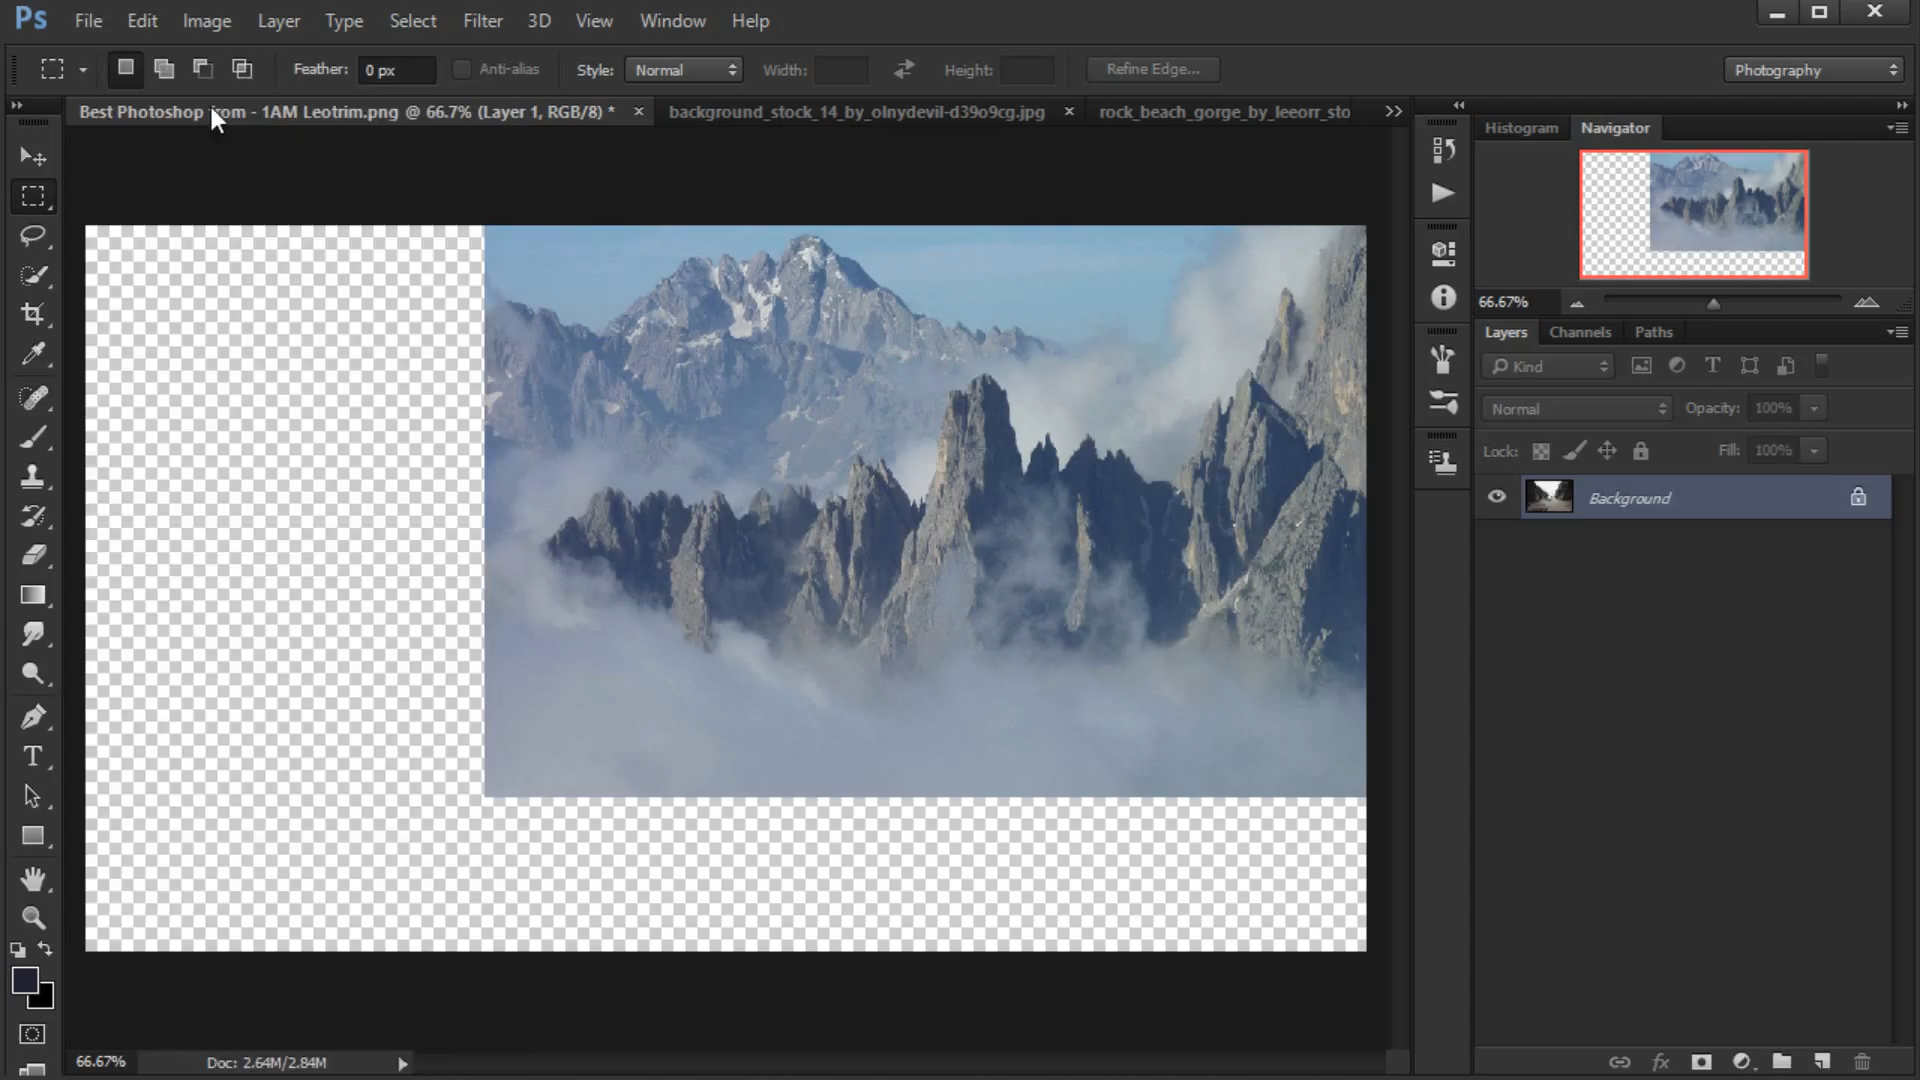 Ps File Edit Image Layer Type Select Filter 3D View Window Help
Feather: 0 px Anti-alias Style: Normal Width: Height: Refine Edge... Photography
Best Photoshop from - 1AM Leotrim.png @ 66.7% (Layer 1, RGB/8) * × background_stock_14_by_olnydevil-d39o9cg.jpg × rock_beach_gorge_by_leeorr_sto
Histogram Navigator
66.67%
Layers Channels Paths
Kind
Normal Opacity: 100%
Lock: Fill: 100%
Background
66.67% Doc: 2.64M/2.84M